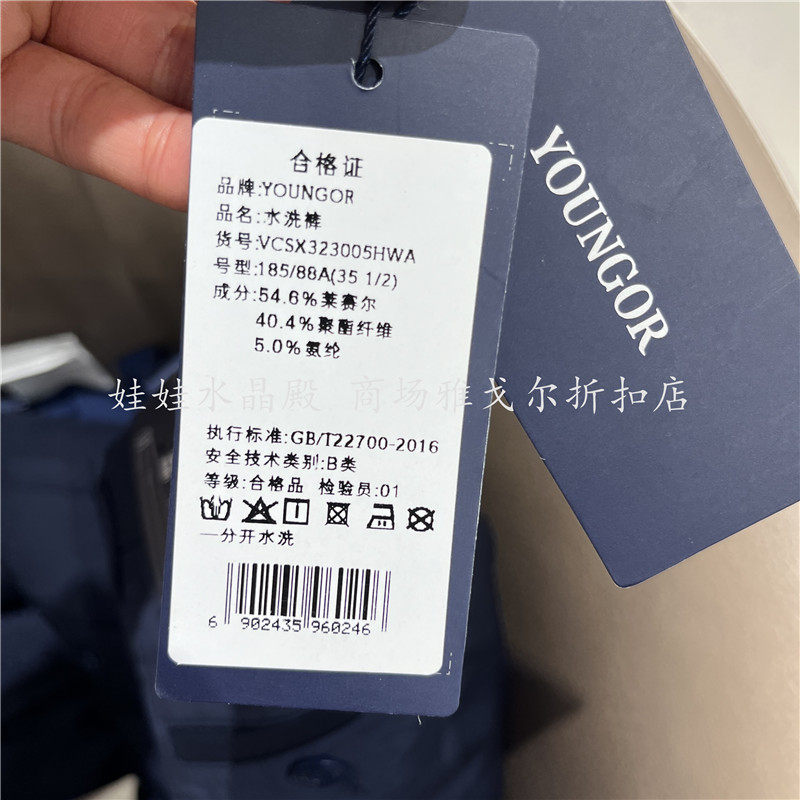 合格证
品牌:YOUNGOR
品名:水洗裤
货号:VCSX323005HWA
号型:185/88A(35 1/2)
成分:54.6%莱赛尔
40.4%聚酯纤维
5.0%氨纶
娃娃水晶殿 商场雅戈尔折扣店
执行标准:GB/T22700-2016
安全技术类别:B类
等级:合格品 检验员:01
一分开水洗
6 902435 960246
YOUNGOR